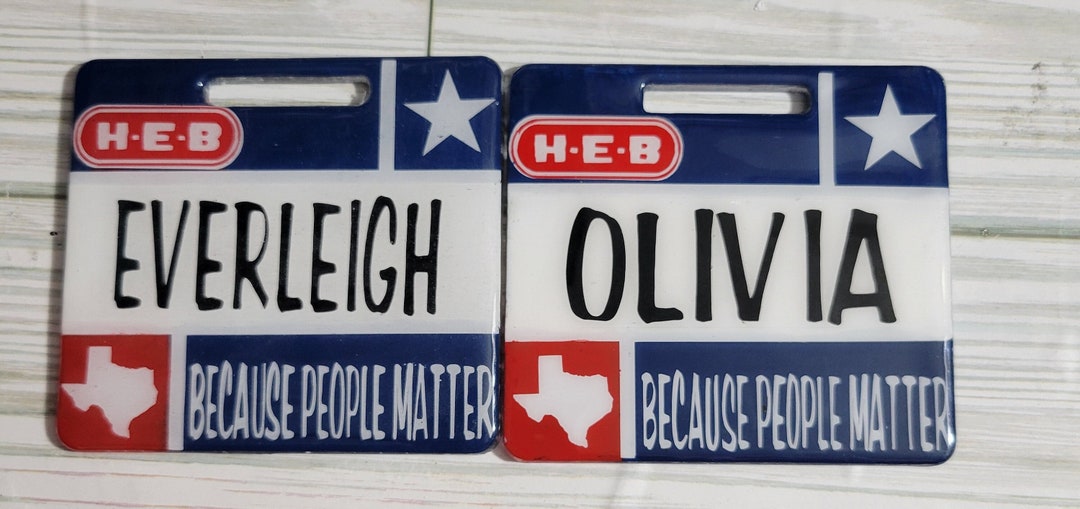 H-E-B
EVERLEIGH
BECAUSE PEOPLE MATTER
H-E-B
OLIVIA
BECAUSE PEOPLE MATTER